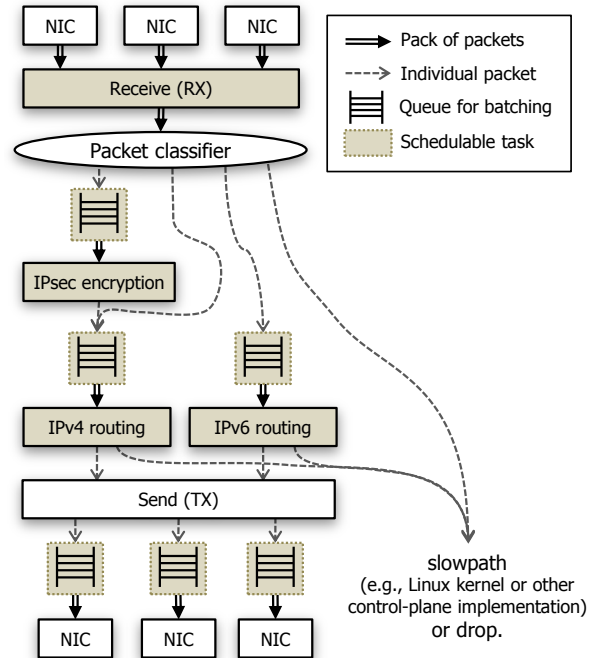 NIC
NIC
NIC
Receive (RX)
Packet classifier
IPsec encryption
IPv4 routing
IPv6 routing
Send (TX)
NIC
NIC
NIC
Pack of packets
Individual packet
Queue for batching
Schedulable task
slowpath
(e.g., Linux kernel or other
control-plane implementation)
or drop.